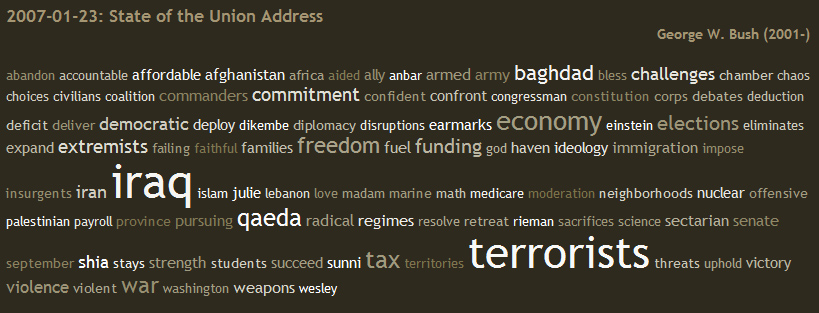 2007-01-23: State of the Union Address
George W. Bush (2001-)
abandon accountable affordable afghanistan africa aided ally anbar armed army baghdad bless challenges chamber chaos
choices civilians coalition commanders commitment confident confront congressman constitution corps debates deduction
deficit deliver democratic deploy dikembe diplomacy disruptions earmarks economy einstein elections eliminates
expand extremists failing faithful families freedom fuel funding god haven ideology immigration impose
insurgents iran iraq islam julie lebanon love madam marine math medicare moderation neighborhoods nuclear offensive
palestinian payroll province pursuing qaeda radical regimes resolve retreat rieman sacrifices science sectarian senate
september shia stays strength students succeed sunni tax territories terrorists threats uphold victory
violence violent war washington weapons wesley